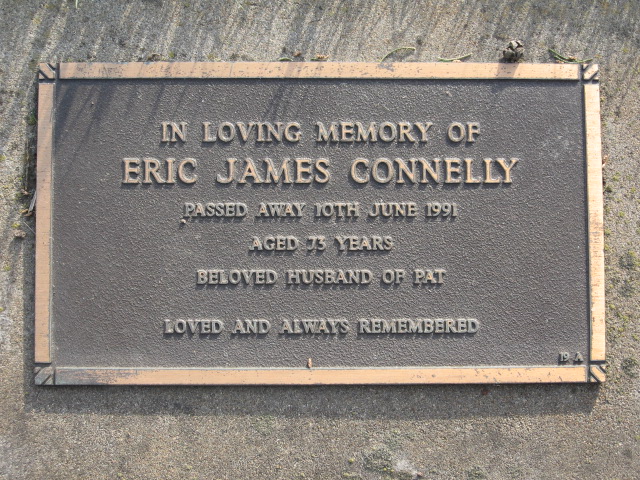 IN LOVING MEMORY OF
ERIC JAMES CONNELLY
PASSED AWAY 10TH JUNE 1991
AGED 73 YEARS
BELOVED HUSBAND OF PAT
LOVED AND ALWAYS REMEMBERED
19 A